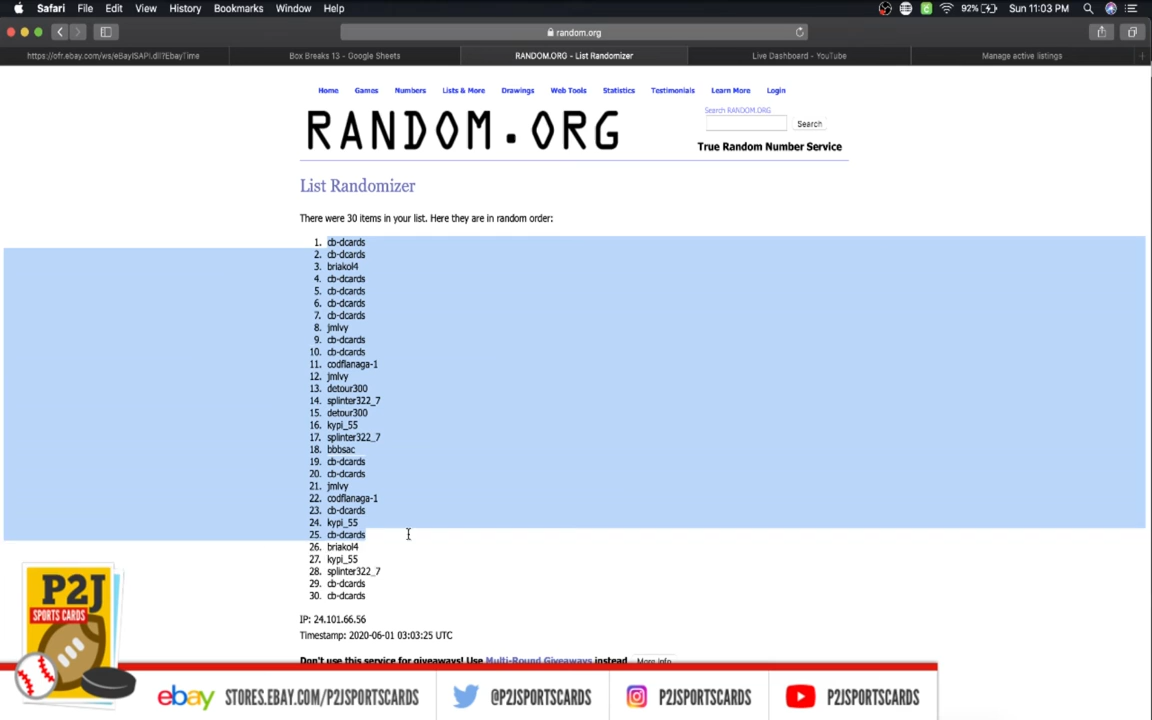 Safari File Edit View History Bookmarks Window Help 92% Sun 11:03 PM
random.org
https://ofr.ebay.com/ws/eBayISAPI.dll?EbayTime Box Breaks 13 - Google Sheets RANDOM.ORG - List Randomizer Live Dashboard - YouTube Manage active listings
Home Games Numbers Lists & More Drawings Web Tools Statistics Testimonials Learn More Login
Search RANDOM.ORG
Search
RANDOM.ORG
True Random Number Service
List Randomizer
There were 30 items in your list. Here they are in random order:
1. cb-dcards
2. cb-dcards
3. briakol4
4. cb-dcards
5. cb-dcards
6. cb-dcards
7. cb-dcards
8. jmlvy
9. cb-dcards
10. cb-dcards
11. codflanaga-1
12. jmlvy
13. detour300
14. splinter322_7
15. detour300
16. kypi_55
17. splinter322_7
18. bbbsac
19. cb-dcards
20. cb-dcards
21. jmlvy
22. codflanaga-1
23. cb-dcards
24. kypi_55
25. cb-dcards
26. briakol4
27. kypi_55
28. splinter322_7
29. cb-dcards
30. cb-dcards
IP: 24.101.66.56
Timestamp: 2020-06-01 03:03:25 UTC
Don't use this service for giveaways! Use Multi-Round Giveaways instead More Info
P2J
SPORTS CARDS
ebay STORES.EBAY.COM/P2JSPORTSCARDS @P2JSPORTSCARDS P2JSPORTSCARDS P2JSPORTSCARDS